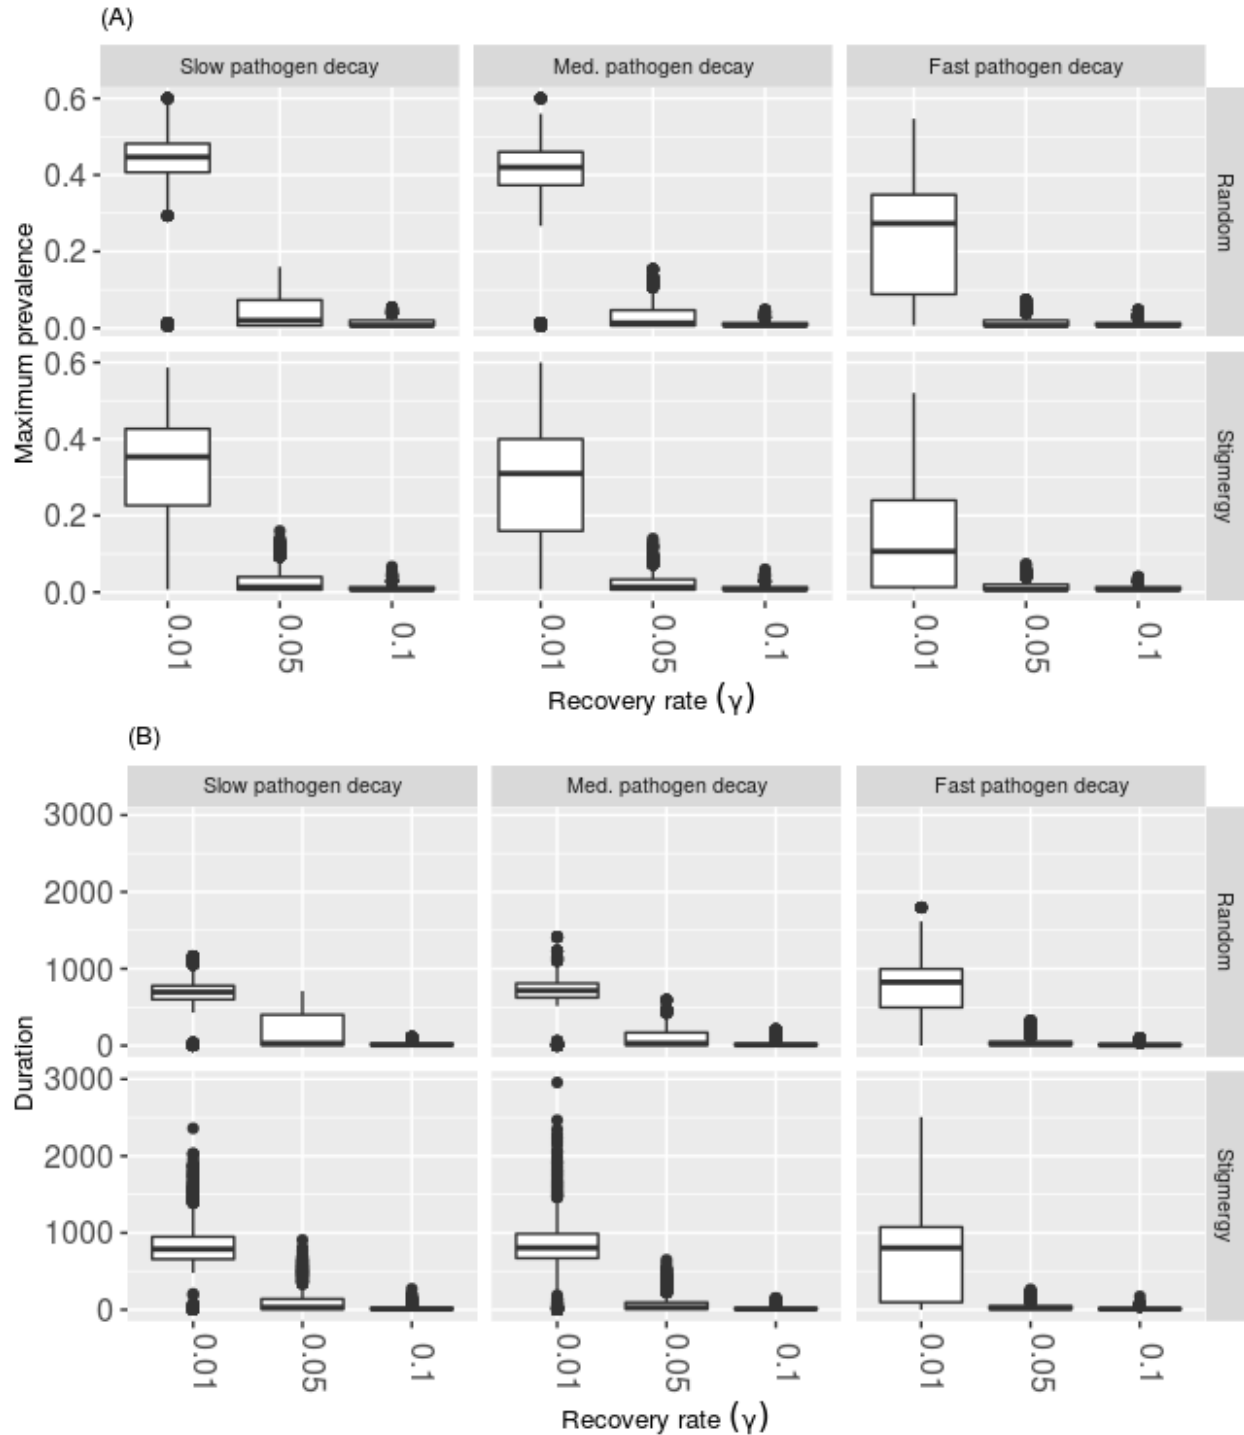 (A)
Slow pathogen decay Med. pathogen decay Fast pathogen decay
Maximum prevalence
0.6
0.4
0.2
0.0
Random
0.6
0.4
0.2
0.0
Stigmergy
0.01 0.05 0.1 0.01 0.05 0.1 0.01 0.05 0.1
Recovery rate (γ)
(B)
Slow pathogen decay Med. pathogen decay Fast pathogen decay
Duration
3000
2000
1000
0
Random
3000
2000
1000
0
Stigmergy
0.01 0.05 0.1 0.01 0.05 0.1 0.01 0.05 0.1
Recovery rate (γ)